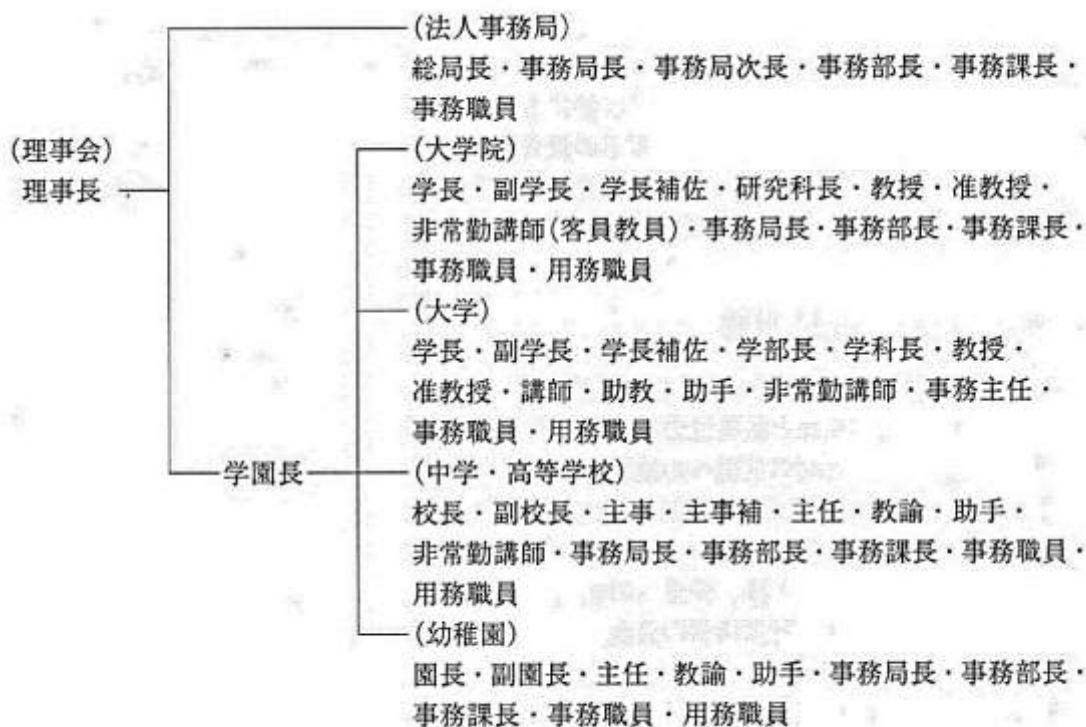 (法人事務局)
総局長・事務局長・事務局次長・事務部長・事務課長・
事務職員
(理事会)
理事長
(大学院)
学長・副学長・学長補佐・研究科長・教授・准教授・
非常勤講師(客員教員)・事務局長・事務部長・事務課長・
事務職員・用務職員
(大学)
学長・副学長・学長補佐・学部長・学科長・教授・
准教授・講師・助教・助手・非常勤講師・事務主任・
事務職員・用務職員
学園長
(中学・高等学校)
校長・副校長・主事・主事補・主任・教諭・助手・
非常勤講師・事務局長・事務部長・事務課長・事務職員・
用務職員
(幼稚園)
園長・副園長・主任・教諭・助手・事務局長・事務部長・
事務課長・事務職員・用務職員